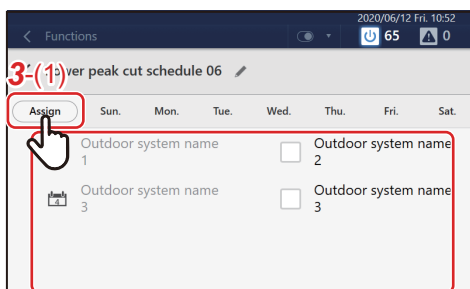 2020/06/12 Fri. 10:52
< Functions 65 0
3-(1) er peak cut schedule 06
Assign Sun. Mon. Tue. Wed. Thu. Fri. Sat.
Outdoor system name Outdoor system name
1 2
Outdoor system name Outdoor system name
4 3 3